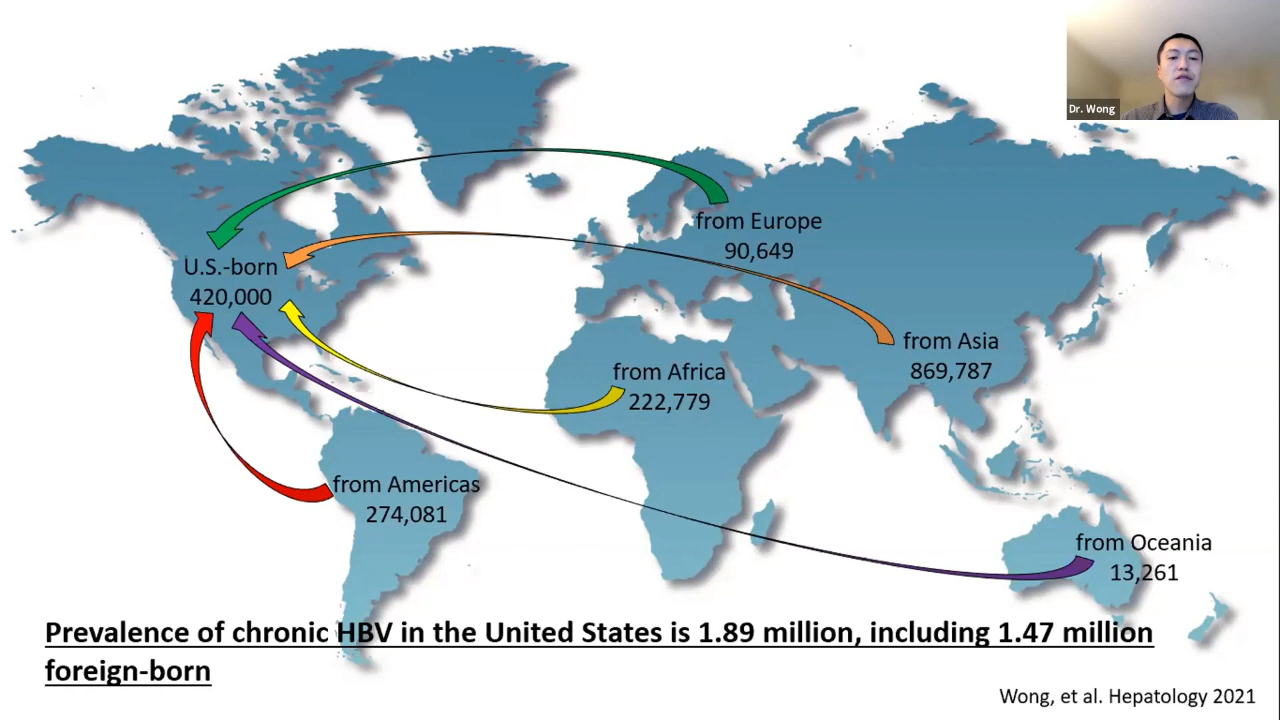 Dr. Wong
from Europe
90,649
U.S.-born
420,000
from Asia
869,787
from Africa
222,779
from Americas
274,081
from Oceania
13,261
Prevalence of chronic HBV in the United States is 1.89 million, including 1.47 million
foreign-born
Wong, et al. Hepatology 2021